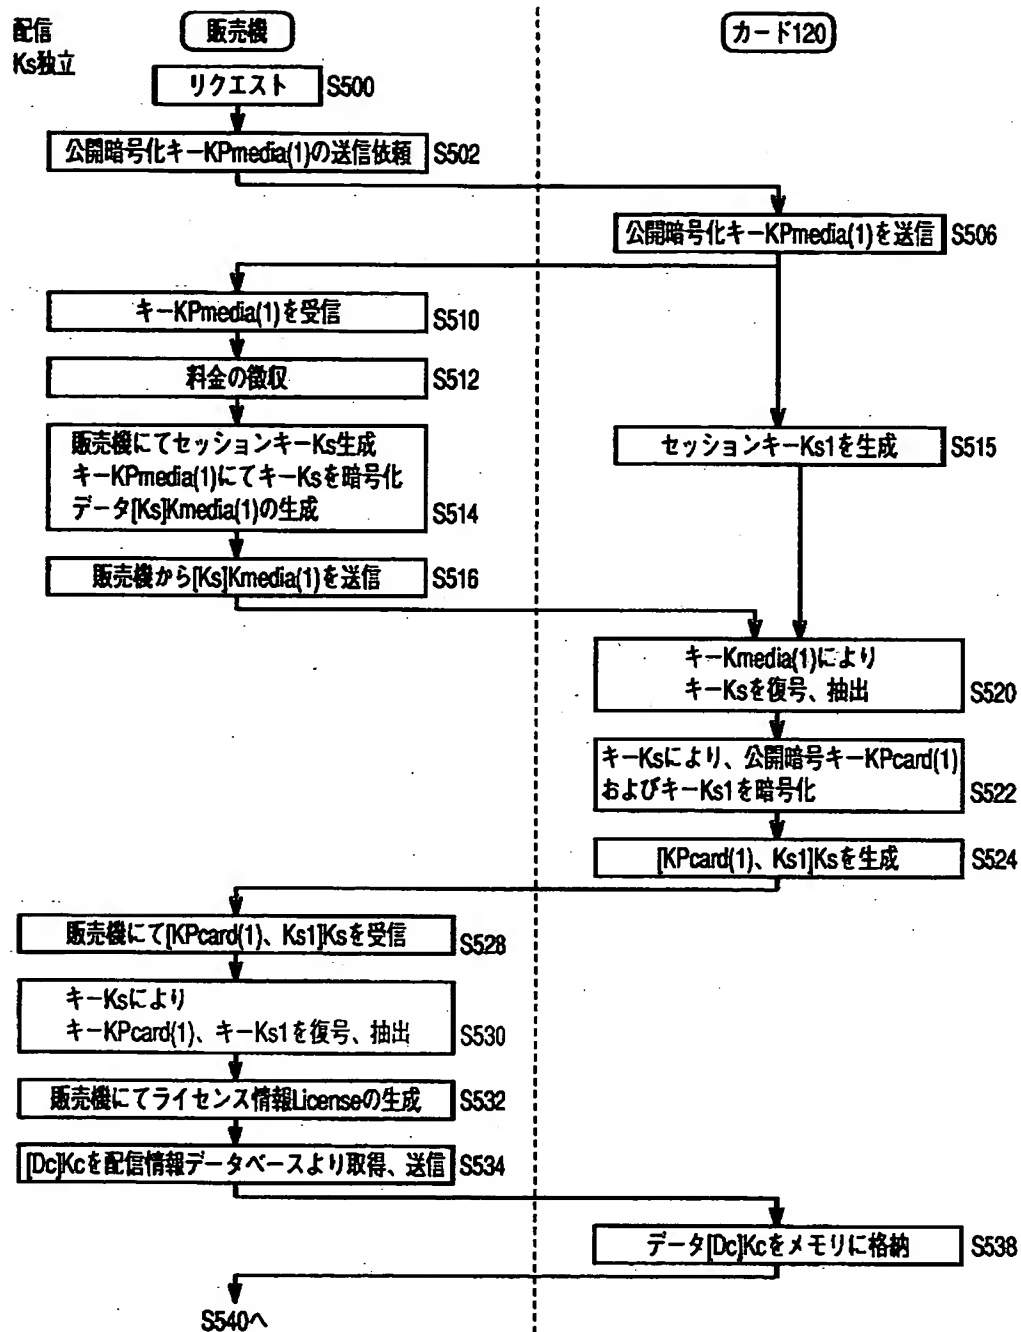 配信
Ks独立
販売機
カード120
リクエスト S500
公開暗号化キーKPmedia(1)の送信依頼 S502
公開暗号化キーKPmedia(1)を送信 S506
キーKPmedia(1)を受信 S510
料金の徴収 S512
販売機にてセッションキーKs生成
キーKPmedia(1)にてキーKsを暗号化
データ[Ks]Kmedia(1)の生成 S514
セッションキーKs1を生成 S515
販売機から[Ks]Kmedia(1)を送信 S516
キーKmedia(1)により
キーKsを復号、抽出 S520
キーKsにより、公開暗号キーKPcard(1)
およびキーKs1を暗号化 S522
[KPcard(1)、Ks1]Ksを生成 S524
販売機にて[KPcard(1)、Ks1]Ksを受信 S528
キーKsにより
キーKPcard(1)、キーKs1を復号、抽出 S530
販売機にてライセンス情報Licenseの生成 S532
[Dc]Kcを配信情報データベースより取得、送信 S534
データ[Dc]Kcをメモリに格納 S538
S540へ